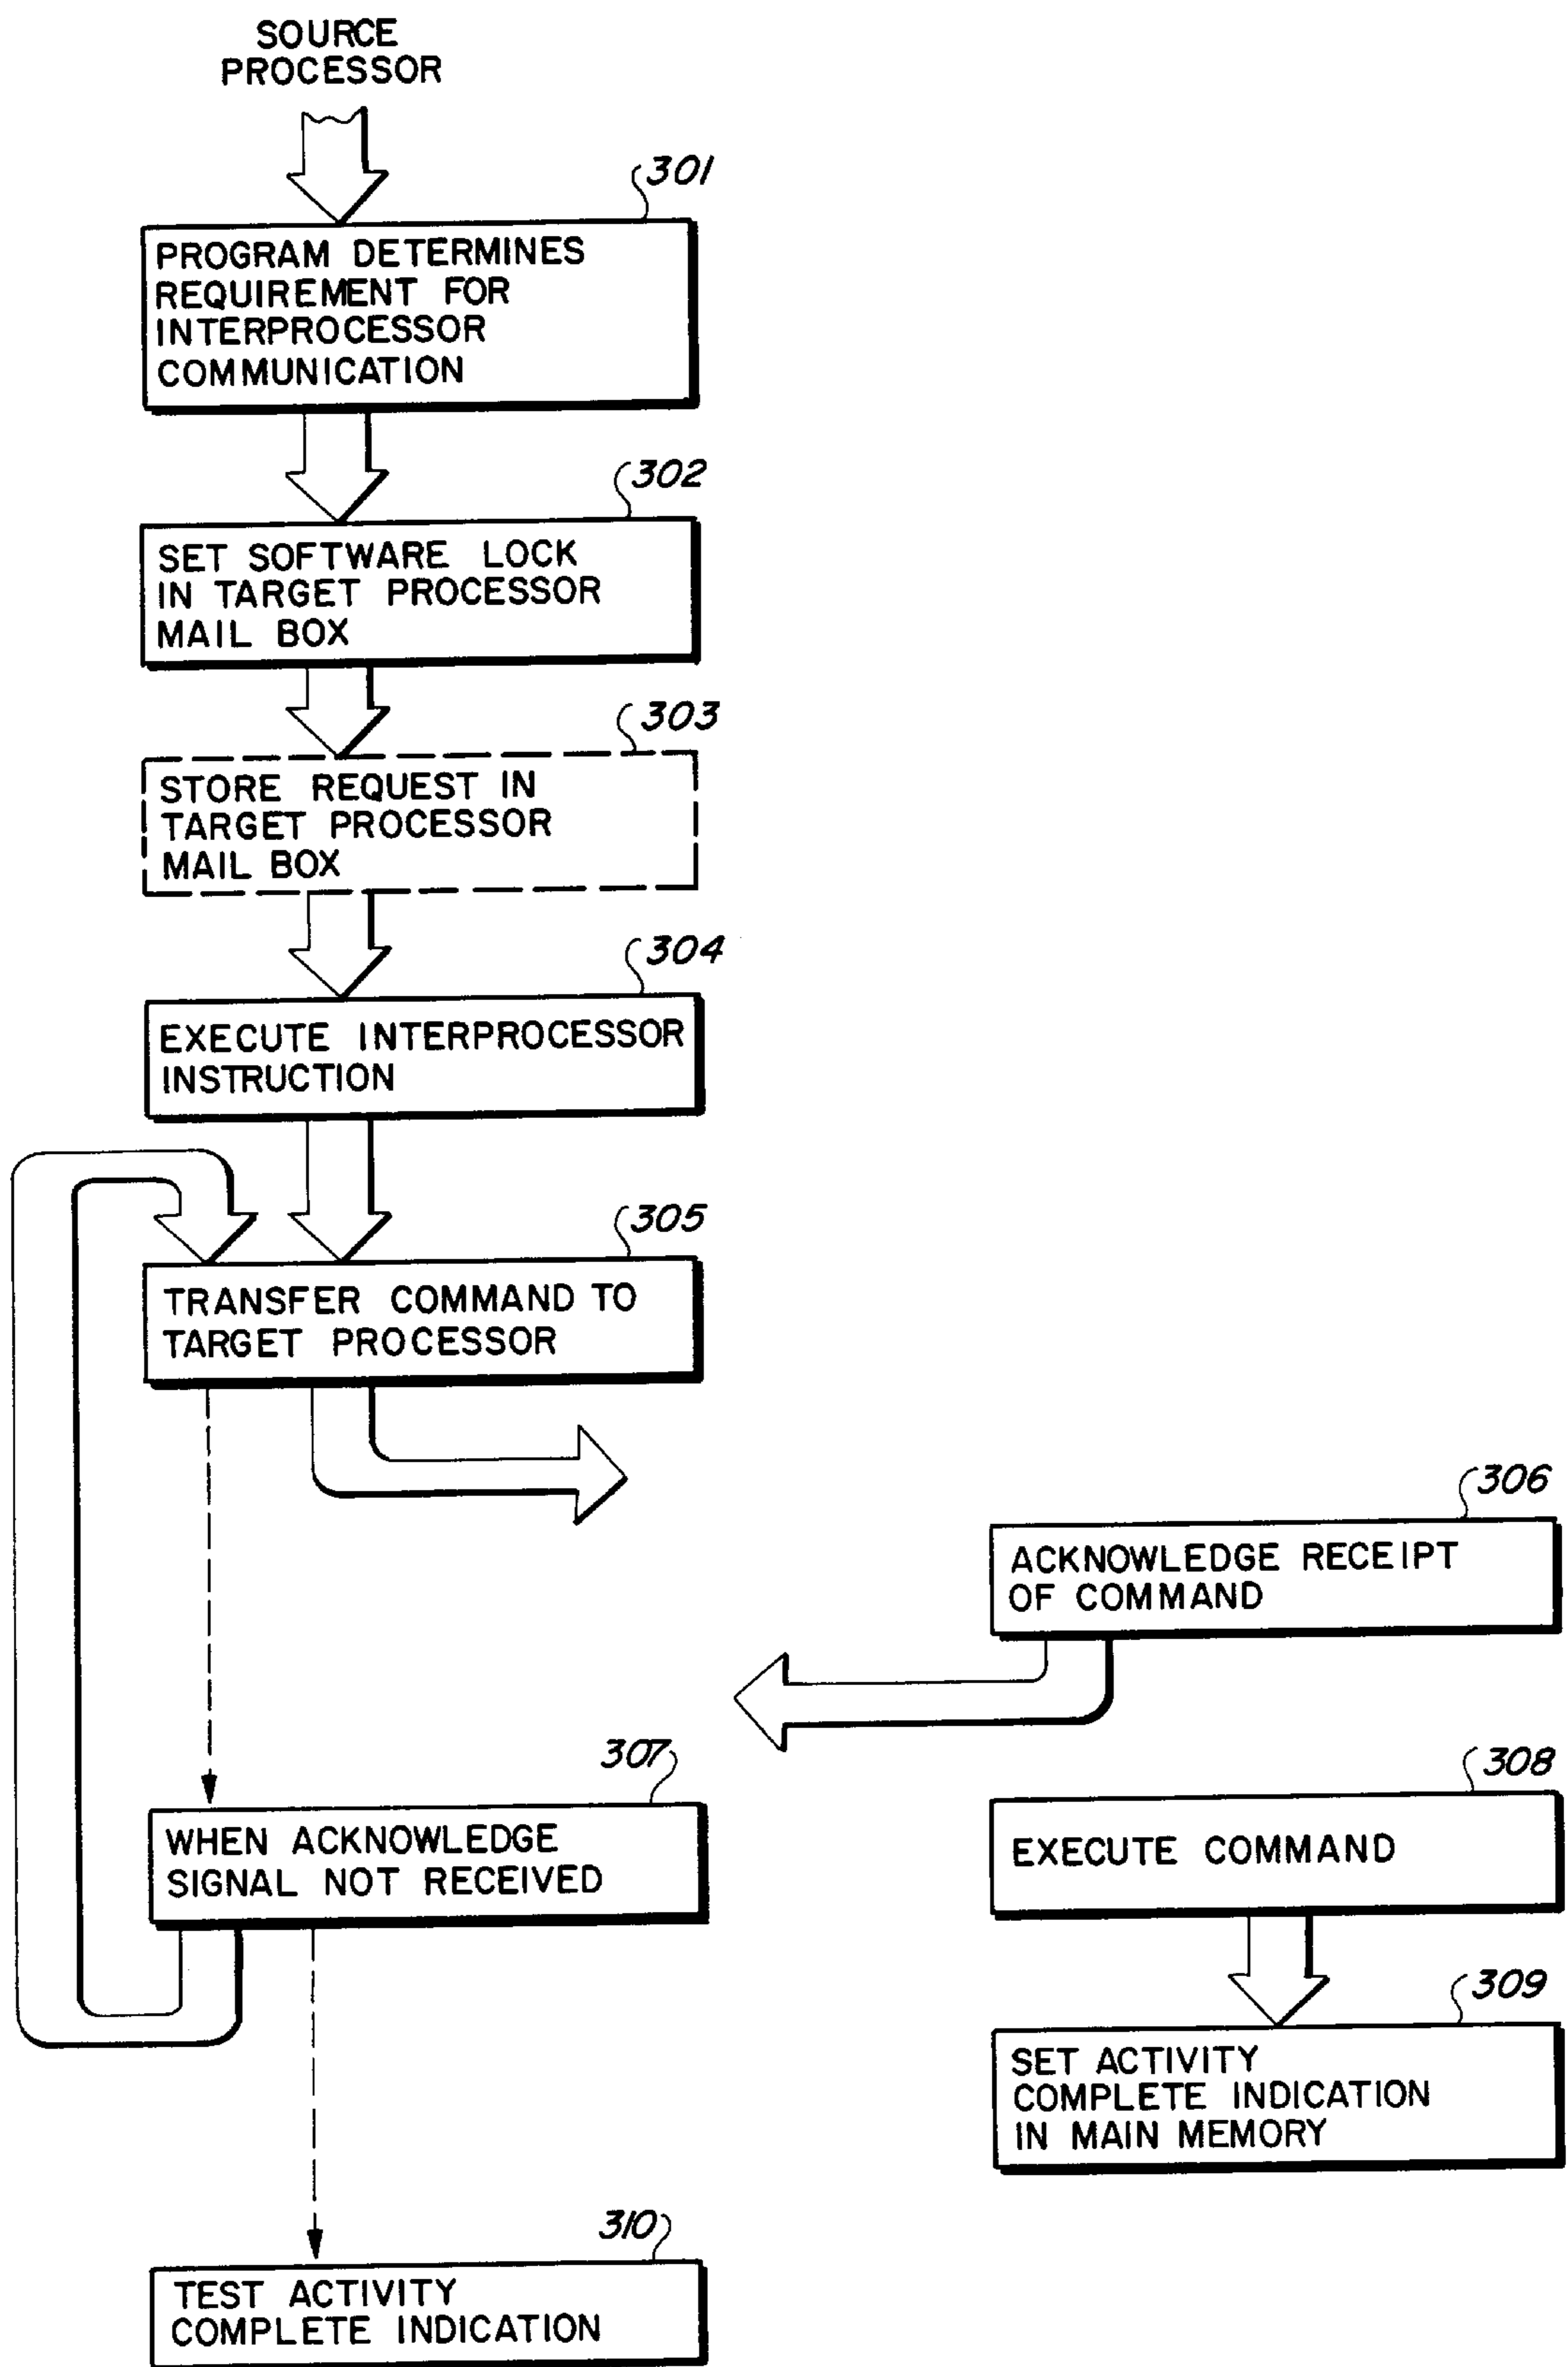 SOURCE
PROCESSOR
301
PROGRAM DETERMINES
REQUIREMENT FOR
INTERPROCESSOR
COMMUNICATION
302
SET SOFTWARE LOCK
IN TARGET PROCESSOR
MAIL BOX
303
STORE REQUEST IN
TARGET PROCESSOR
MAIL BOX
304
EXECUTE INTERPROCESSOR
INSTRUCTION
305
TRANSFER COMMAND TO
TARGET PROCESSOR
306
ACKNOWLEDGE RECEIPT
OF COMMAND
307
WHEN ACKNOWLEDGE
SIGNAL NOT RECEIVED
308
EXECUTE COMMAND
309
SET ACTIVITY
COMPLETE INDICATION
IN MAIN MEMORY
310
TEST ACTIVITY
COMPLETE INDICATION